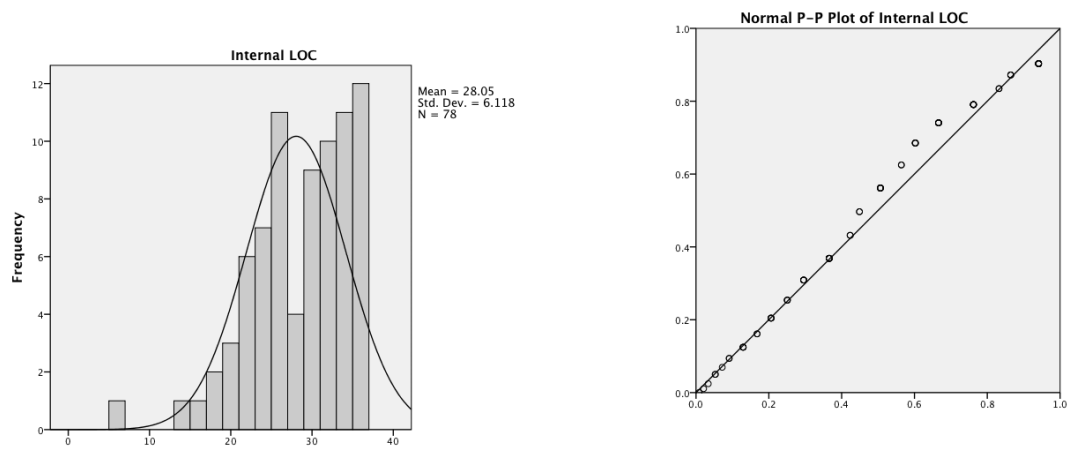 Internal LOC
Mean = 28.05
Std. Dev. = 6.118
N = 78
Frequency
12
10
8
6
4
2
0
0 10 20 30 40
Normal P-P Plot of Internal LOC
1.0
0.8
0.6
0.4
0.2
0.0
0.0 0.2 0.4 0.6 0.8 1.0